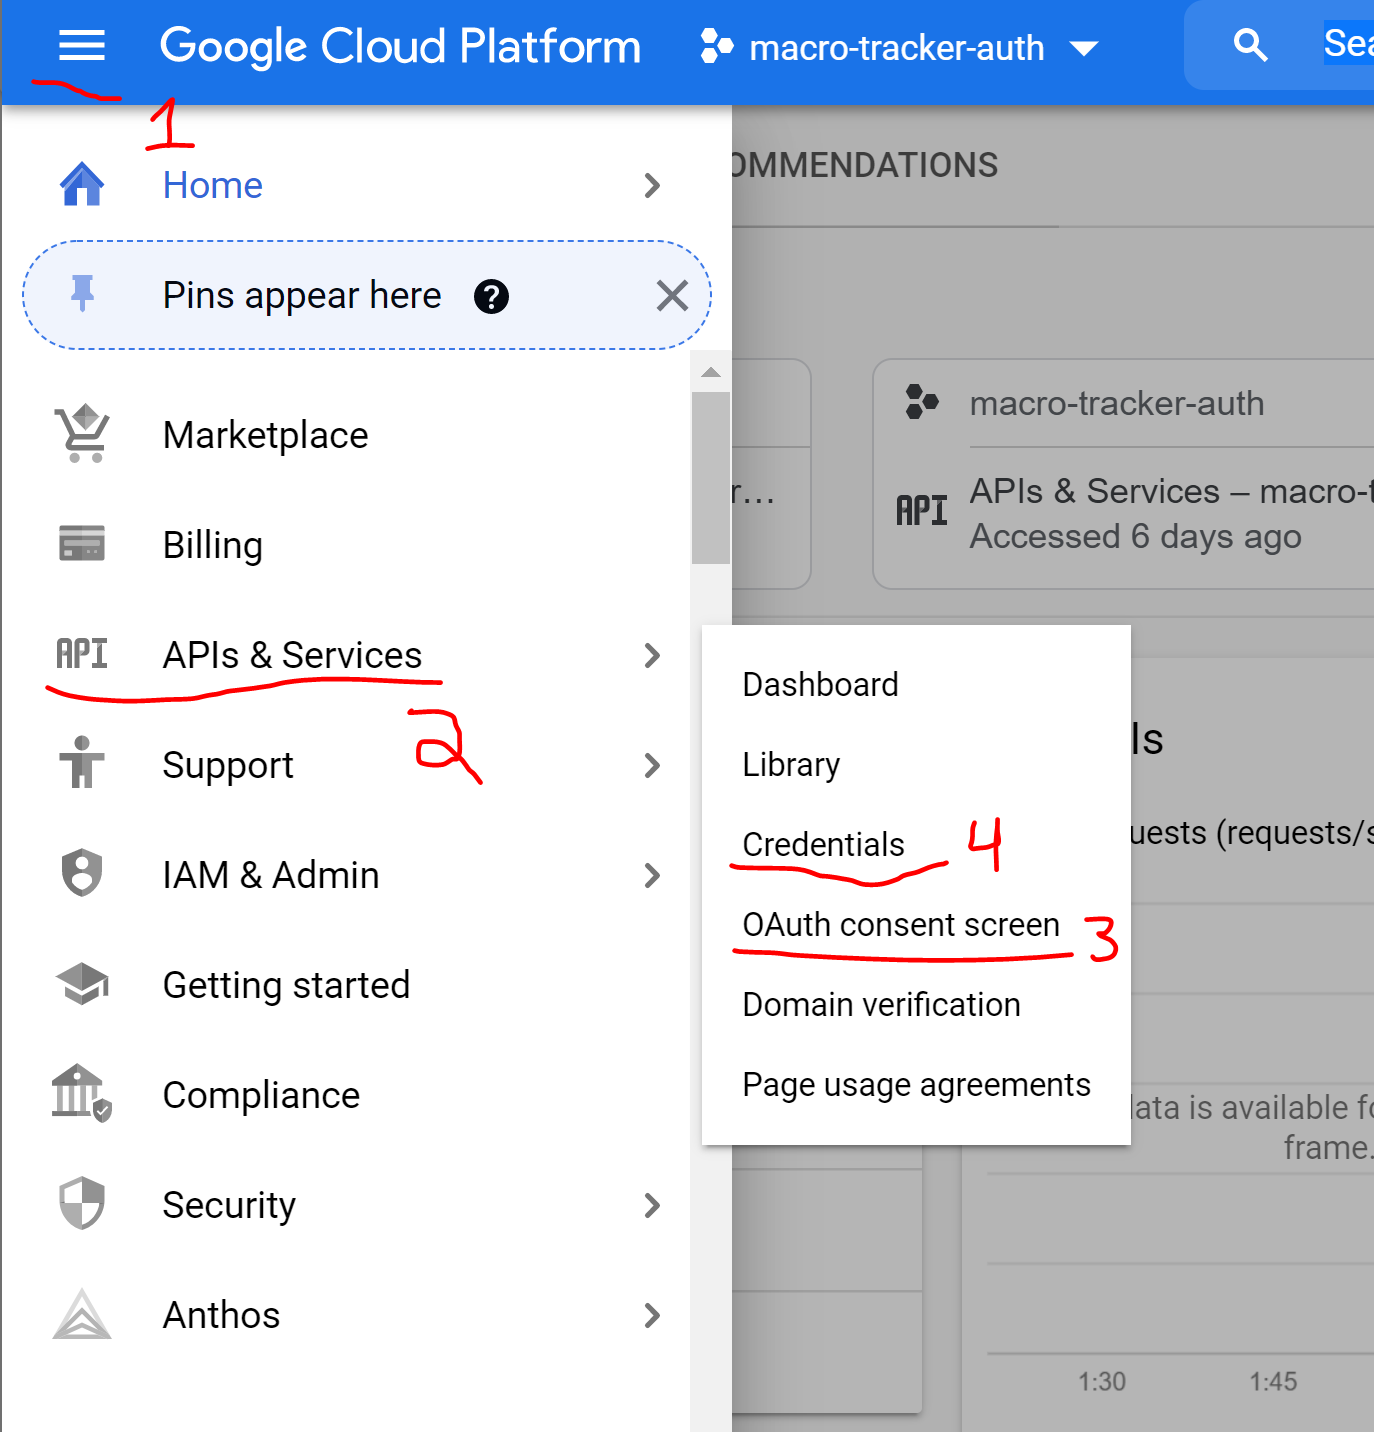 Google Cloud Platform
macro-tracker-auth
Sea
1
Home
OMMENDATIONS
Pins appear here
Marketplace
macro-tracker-auth
r...
API APIs & Services – macro-t
Accessed 6 days ago
Billing
API APIs & Services
2
Support
IAM & Admin
Getting started
Compliance
Security
Anthos
Dashboard
Library
Credentials 4
OAuth consent screen 3
Domain verification
Page usage agreements
ls
uests (requests/s
data is available fo
frame.
1:30 1:45